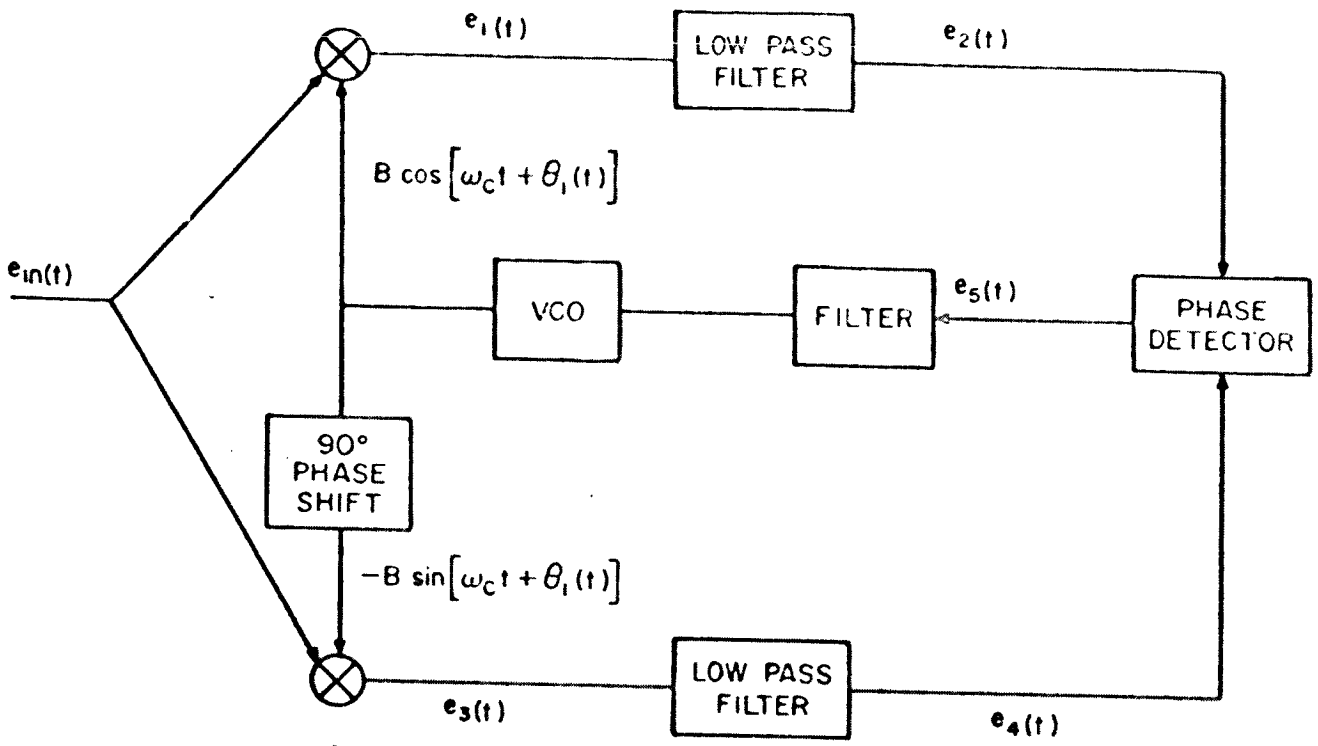 e₁(t)
LOW PASS
FILTER
e₂(t)
B cos[ω_c t + θ₁(t)]
e_in(t)
VCO
FILTER
e₅(t)
PHASE
DETECTOR
90°
PHASE
SHIFT
−B sin[ω_c t + θ₁(t)]
LOW PASS
FILTER
e₃(t)
e₄(t)